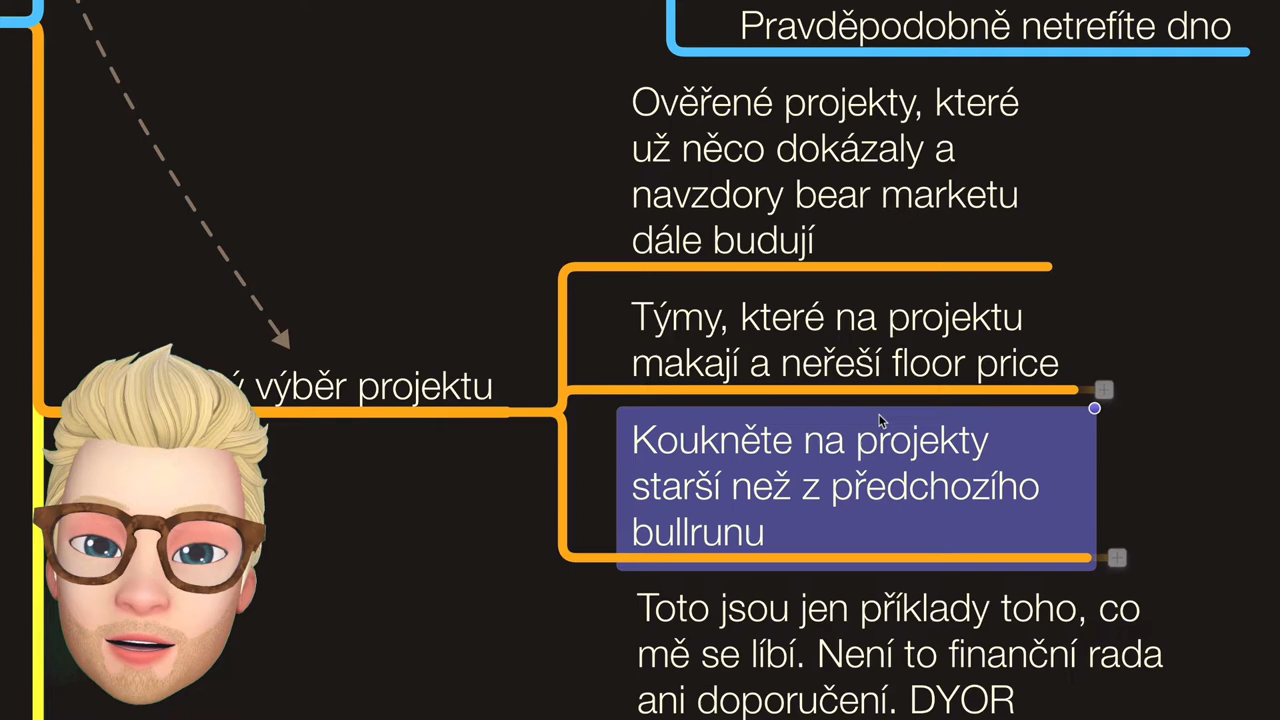 Pravděpodobně netrefíte dno
Ověřené projekty, které
už něco dokázaly a
navzdory bear marketu
dále budují
Týmy, které na projektu
makají a neřeší floor price
výběr projektu
Koukněte na projekty
starší než z předchozího
bullrunu
Toto jsou jen příklady toho, co
mě se líbí. Není to finanční rada
ani doporučení. DYOR